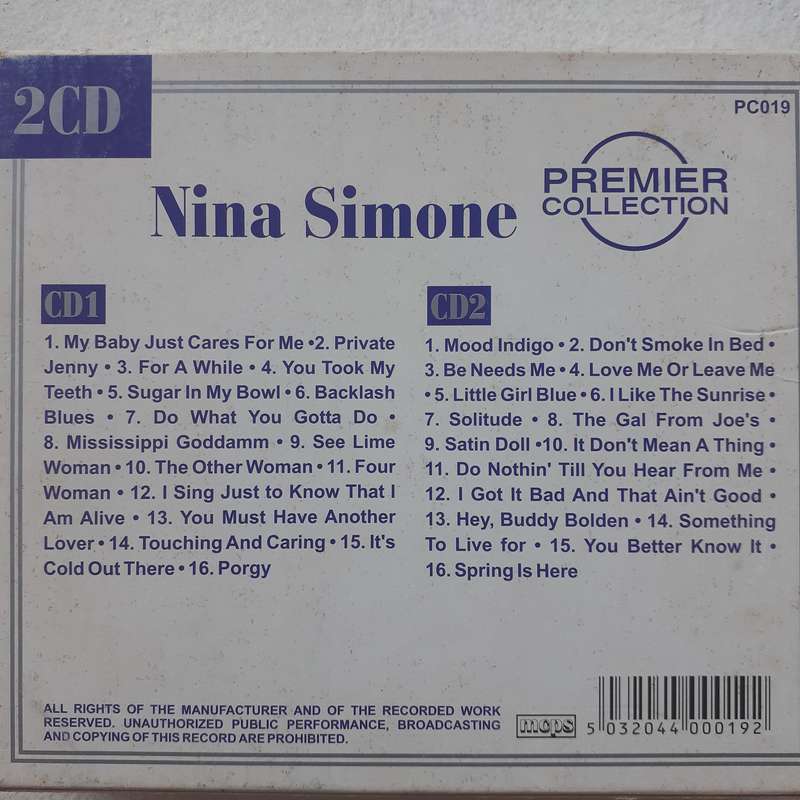 2CD
PC019
Nina Simone
PREMIER
COLLECTION
CD1
1. My Baby Just Cares For Me •2. Private
Jenny • 3. For A While • 4. You Took My
Teeth • 5. Sugar In My Bowl • 6. Backlash
Blues • 7. Do What You Gotta Do •
8. Mississippi Goddamm • 9. See Lime
Woman • 10. The Other Woman • 11. Four
Woman • 12. I Sing Just to Know That I
Am Alive • 13. You Must Have Another
Lover • 14. Touching And Caring • 15. It's
Cold Out There • 16. Porgy
CD2
1. Mood Indigo • 2. Don't Smoke In Bed •
3. Be Needs Me • 4. Love Me Or Leave Me
• 5. Little Girl Blue • 6. I Like The Sunrise •
7. Solitude • 8. The Gal From Joe's •
9. Satin Doll •10. It Don't Mean A Thing •
11. Do Nothin' Till You Hear From Me •
12. I Got It Bad And That Ain't Good •
13. Hey, Buddy Bolden • 14. Something
To Live for • 15. You Better Know It •
16. Spring Is Here
ALL RIGHTS OF THE MANUFACTURER AND OF THE RECORDED WORK
RESERVED. UNAUTHORIZED PUBLIC PERFORMANCE, BROADCASTING
AND COPYING OF THIS RECORD ARE PROHIBITED.
mcps
5 032044 000192